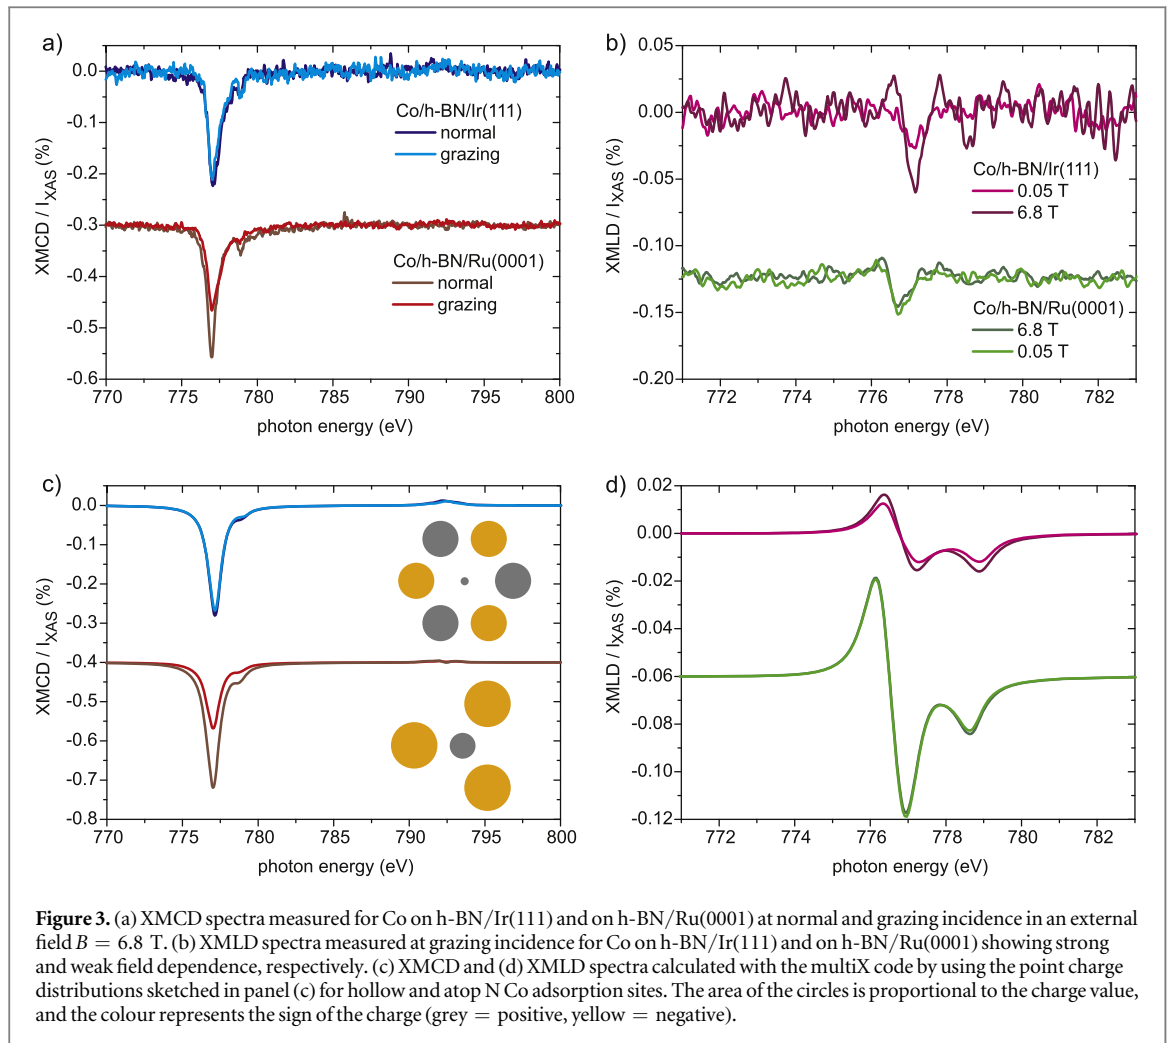 a)
0.0
-0.1
-0.2
-0.3
-0.4
-0.5
-0.6
XMCD / I_XAS (%)
Co/h-BN/Ir(111)
normal
grazing
Co/h-BN/Ru(0001)
normal
grazing
770 775 780 785 790 795 800
photon energy (eV)
b)
0.05
0.00
-0.05
-0.10
-0.15
-0.20
XMLD / I_XAS (%)
Co/h-BN/Ir(111)
0.05 T
6.8 T
Co/h-BN/Ru(0001)
6.8 T
0.05 T
772 774 776 778 780 782
photon energy (eV)
c)
0.0
-0.1
-0.2
-0.3
-0.4
-0.5
-0.6
-0.7
-0.8
XMCD / I_XAS (%)
770 775 780 785 790 795 800
photon energy (eV)
d)
0.02
0.00
-0.02
-0.04
-0.06
-0.08
-0.10
-0.12
XMLD / I_XAS (%)
772 774 776 778 780 782
photon energy (eV)
Figure 3. (a) XMCD spectra measured for Co on h-BN/Ir(111) and on h-BN/Ru(0001) at normal and grazing incidence in an external
field B = 6.8 T. (b) XMLD spectra measured at grazing incidence for Co on h-BN/Ir(111) and on h-BN/Ru(0001) showing strong
and weak field dependence, respectively. (c) XMCD and (d) XMLD spectra calculated with the multiX code by using the point charge
distributions sketched in panel (c) for hollow and atop N Co adsorption sites. The area of the circles is proportional to the charge value,
and the colour represents the sign of the charge (grey = positive, yellow = negative).